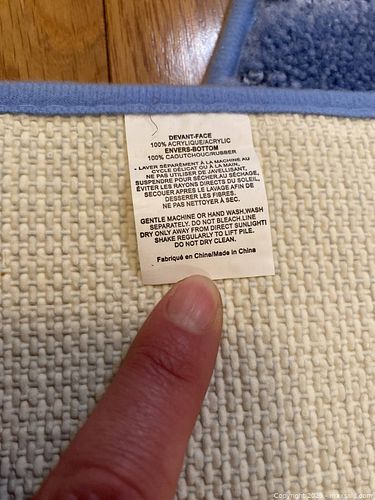 DEVANT-FACE
100% ACRYLIQUE/ACRYLIC
ENVERS-BOTTOM
100% CAOUTCHOUC/RUBBER
- LAVER SÉPARÉMENT À LA MACHINE AU
CYCLE DÉLICAT OU À LA MAIN.
NE PAS UTILISER DE JAVELLISANT.
SUSPENDRE POUR SÉCHER.AU SÉCHAGE,
ÉVITER LES RAYONS DIRECTS DU SOLEIL.
SECOUER APRES LE LAVAGE AFIN DE
DESSERER LES FIBRES.
NE PAS NETTOYER À SEC.
GENTLE MACHINE OR HAND WASH,WASH
SEPARATELY. DO NOT BLEACH,LINE
DRY ONLY AWAY FROM DIRECT SUNLIGHT!
SHAKE REGULARLY TO LIFT PILE.
DO NOT DRY CLEAN.
Fabriqué en China/Made in China
Copyright